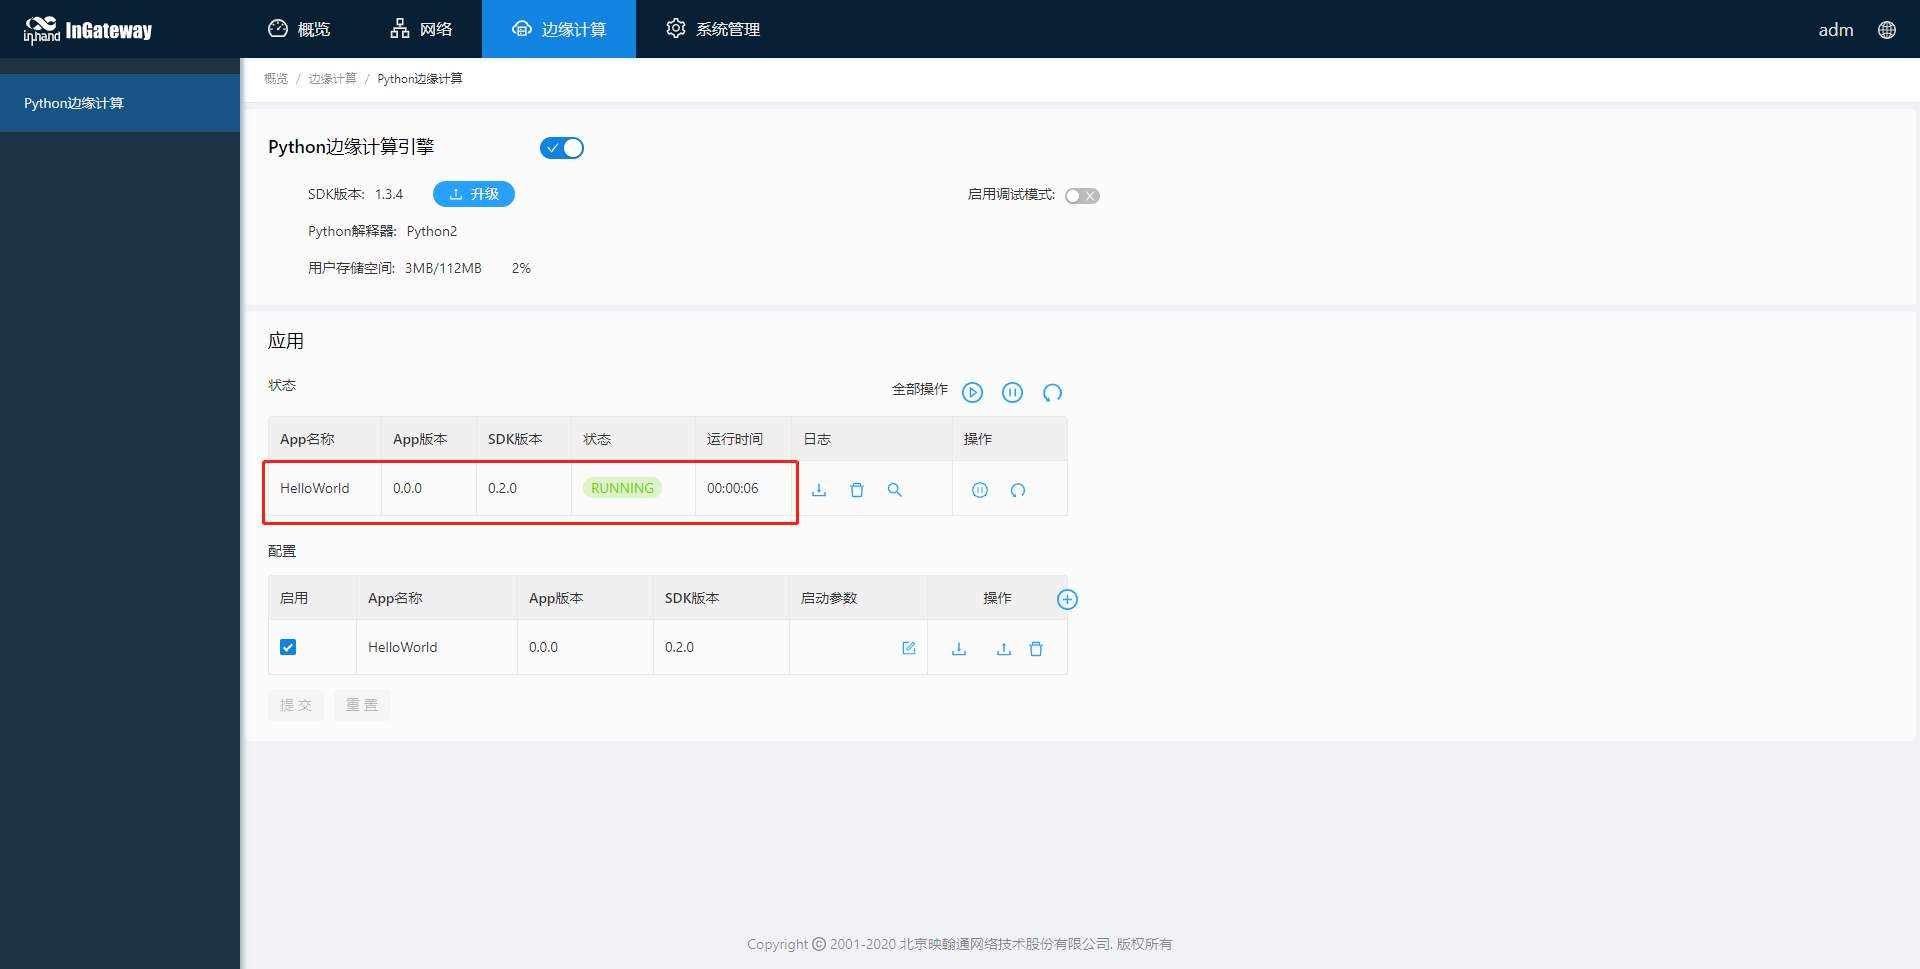 inhand InGateway
概览 网络 边缘计算 系统管理 adm
Python边缘计算
概览 / 边缘计算 / Python边缘计算
Python边缘计算引擎
SDK版本: 1.3.4 升级 启用调试模式:
Python解释器: Python2
用户存储空间: 3MB/112MB 2%
应用
状态 全部操作
App名称 App版本 SDK版本 状态 运行时间 日志 操作
HelloWorld 0.0.0 0.2.0 RUNNING 00:00:06
配置
启用 App名称 App版本 SDK版本 启动参数 操作
HelloWorld 0.0.0 0.2.0
提交 重置
Copyright © 2001-2020 北京映翰通网络技术股份有限公司. 版权所有